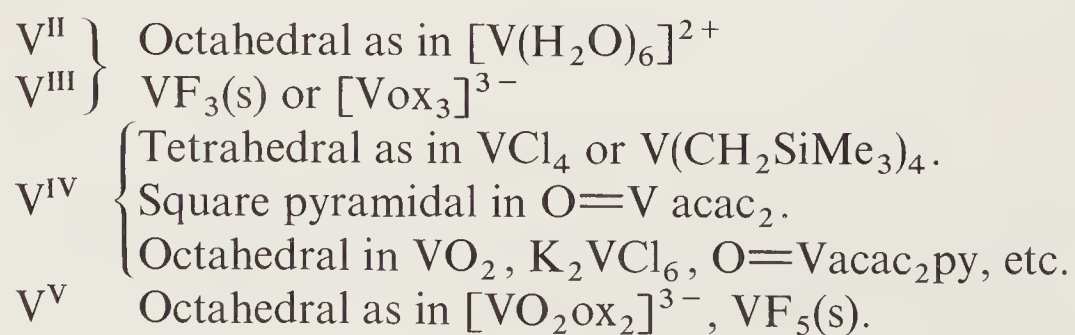 V^II } Octahedral as in [V(H₂O)₆]²⁺
V^III } VF₃(s) or [Vox₃]³⁻
{ Tetrahedral as in VCl₄ or V(CH₂SiMe₃)₄.
V^IV { Square pyramidal in O=V acac₂.
{ Octahedral in VO₂, K₂VCl₆, O=Vacac₂py, etc.
V^V Octahedral as in [VO₂ox₂]³⁻, VF₅(s).